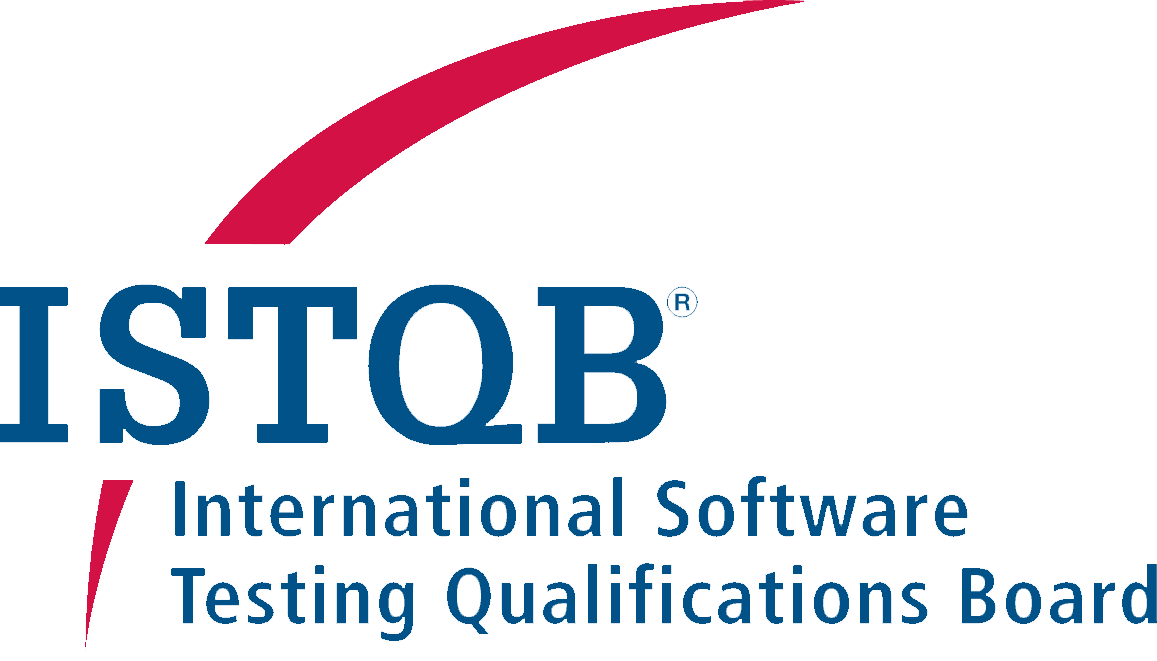 ISTQB®
International Software
Testing Qualifications Board